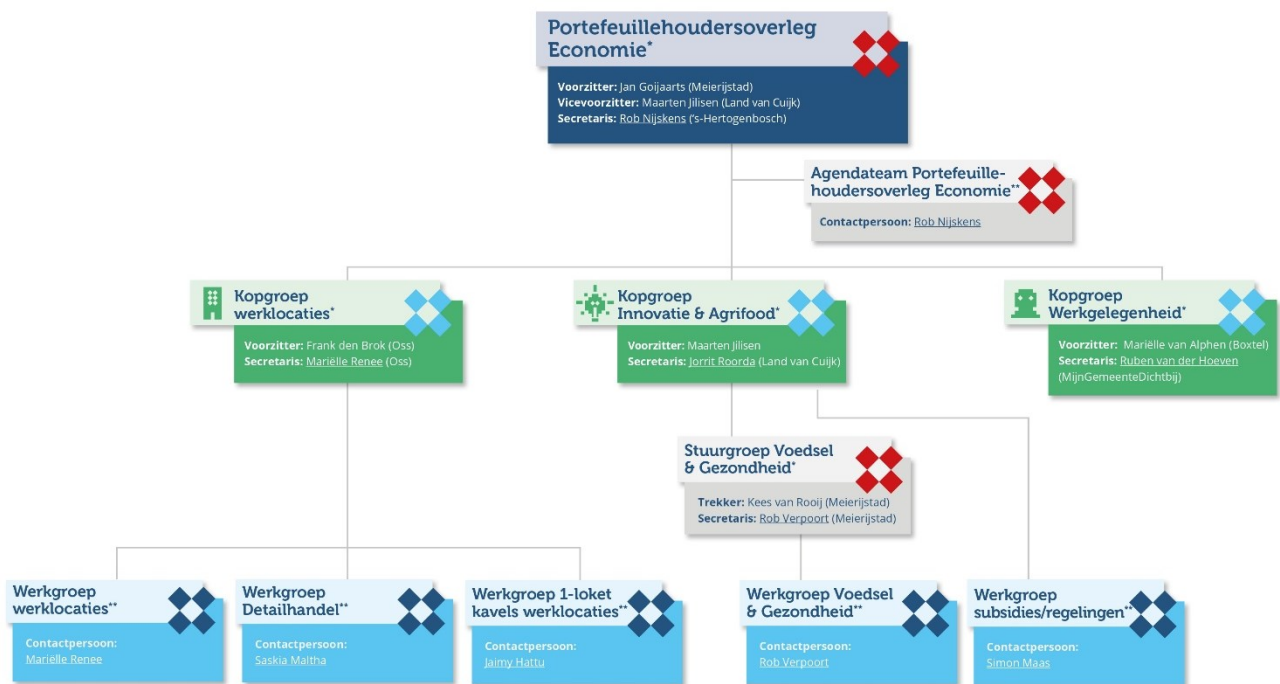 Portefeuillehoudersoverleg
Economie*
Voorzitter: Jan Goijaarts (Meierijstad)
Vicevoorzitter: Maarten Jilisen (Land van Cuijk)
Secretaris: Rob Nijskens ('s-Hertogenbosch)
Agendateam Portefeuille-
houdersoverleg Economie**
Contactpersoon: Rob Nijskens
Kopgroep
werklocaties*
Voorzitter: Frank den Brok (Oss)
Secretaris: Mariëlle Renee (Oss)
Kopgroep
Innovatie & Agrifood*
Voorzitter: Maarten Jilisen
Secretaris: Jorrit Roorda (Land van Cuijk)
Kopgroep
Werkgelegenheid*
Voorzitter: Mariëlle van Alphen (Boxtel)
Secretaris: Ruben van der Hoeven
(MijnGemeenteDichtbij)
Stuurgroep Voedsel
& Gezondheid*
Trekker: Kees van Rooij (Meierijstad)
Secretaris: Rob Verpoort (Meierijstad)
Werkgroep
werklocaties**
Contactpersoon:
Mariëlle Renee
Werkgroep
Detailhandel**
Contactpersoon:
Saskia Maltha
Werkgroep 1-loket
kavels werklocaties**
Contactpersoon:
Jaimy Hattu
Werkgroep Voedsel
& Gezondheid**
Contactpersoon:
Rob Verpoort
Werkgroep
subsidies/regelingen**
Contactpersoon:
Simon Maas